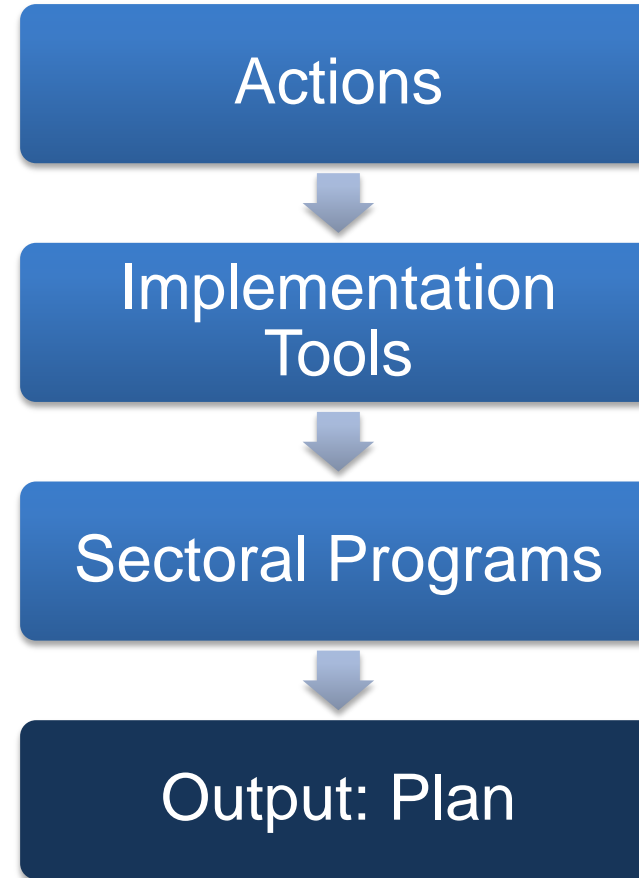 Actions
Implementation
Tools
Sectoral Programs
Output: Plan